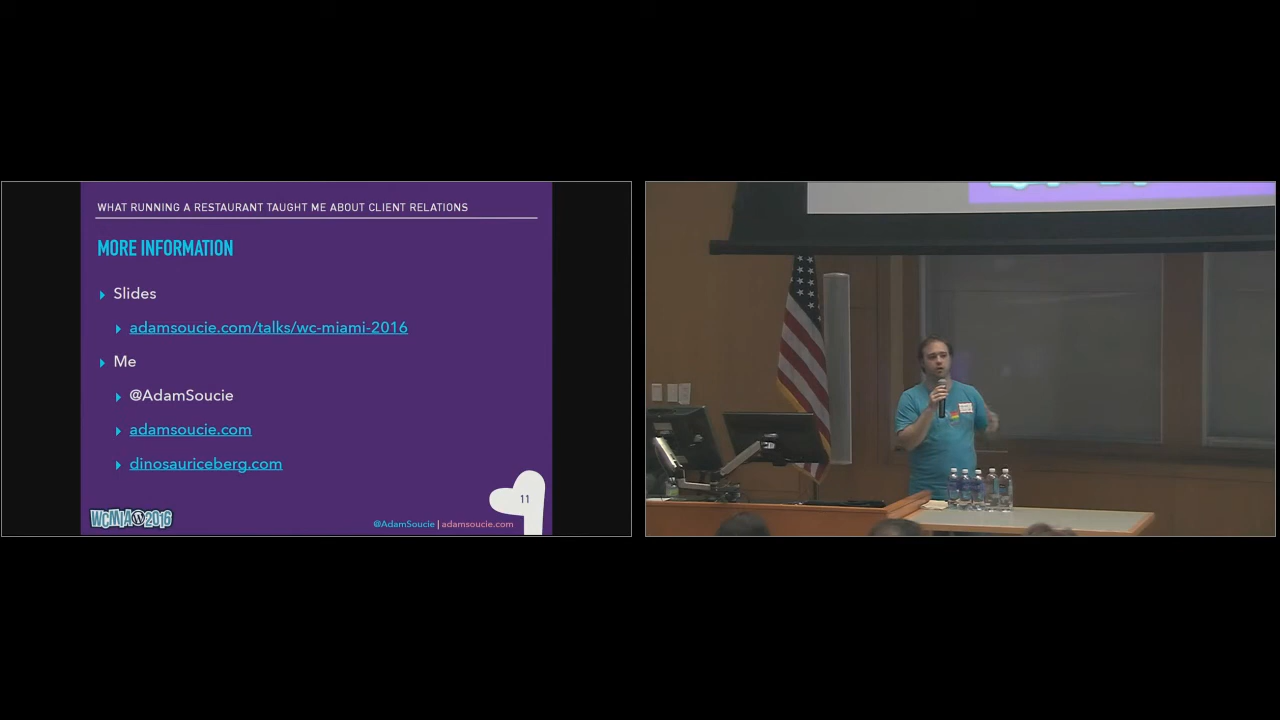 WHAT RUNNING A RESTAURANT TAUGHT ME ABOUT CLIENT RELATIONS
MORE INFORMATION
Slides
adamsoucie.com/talks/wc-miami-2016
Me
@AdamSoucie
adamsoucie.com
dinosauriceberg.com
11
WCMIA 2016
@AdamSoucie | adamsoucie.com